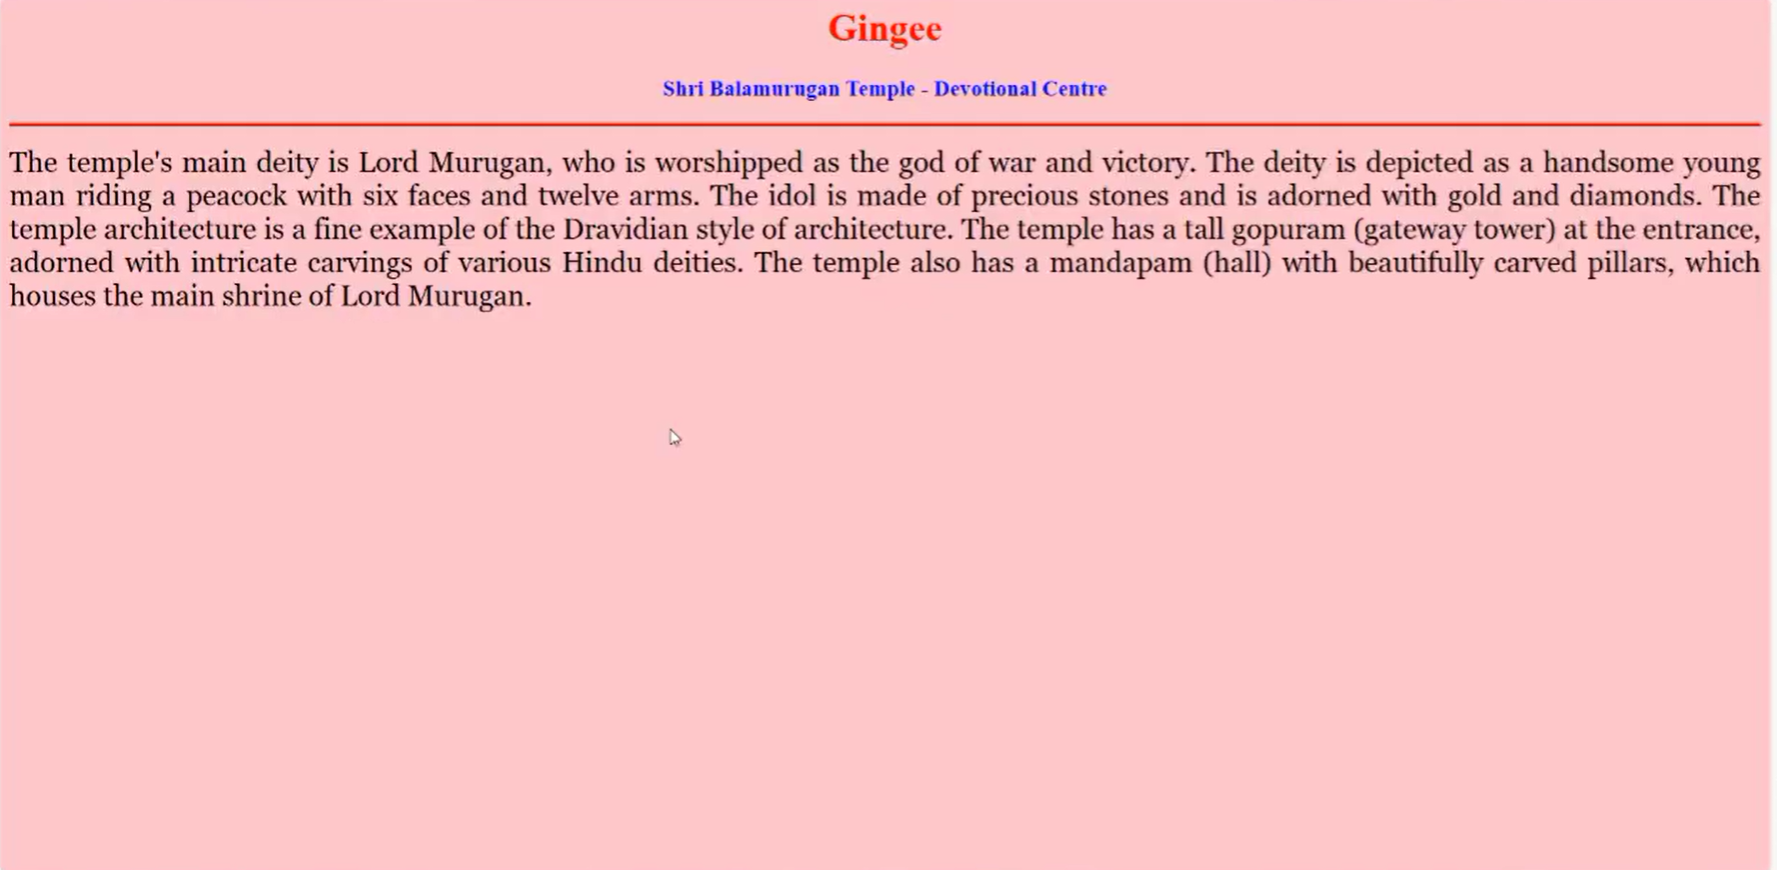 Gingee
Shri Balamurugan Temple - Devotional Centre
The temple's main deity is Lord Murugan, who is worshipped as the god of war and victory. The deity is depicted as a handsome young
man riding a peacock with six faces and twelve arms. The idol is made of precious stones and is adorned with gold and diamonds. The
temple architecture is a fine example of the Dravidian style of architecture. The temple has a tall gopuram (gateway tower) at the entrance,
adorned with intricate carvings of various Hindu deities. The temple also has a mandapam (hall) with beautifully carved pillars, which
houses the main shrine of Lord Murugan.